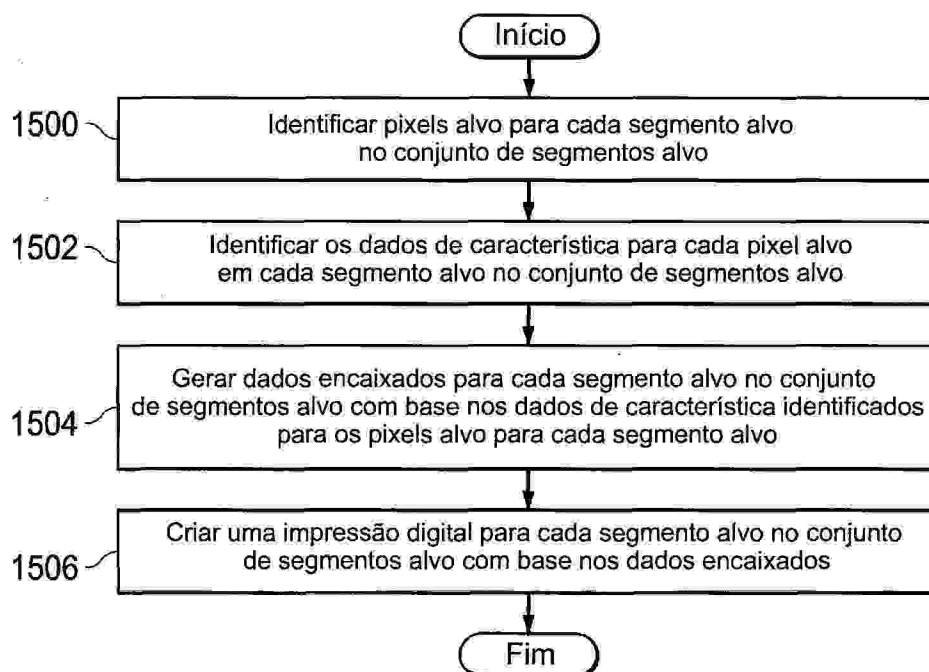 Início
1500
Identificar pixels alvo para cada segmento alvo
no conjunto de segmentos alvo
1502
Identificar os dados de característica para cada pixel alvo
em cada segmento alvo no conjunto de segmentos alvo
1504
Gerar dados encaixados para cada segmento alvo no conjunto
de segmentos alvo com base nos dados de característica identificados
para os pixels alvo para cada segmento alvo
1506
Criar uma impressão digital para cada segmento alvo no conjunto
de segmentos alvo com base nos dados encaixados
Fim